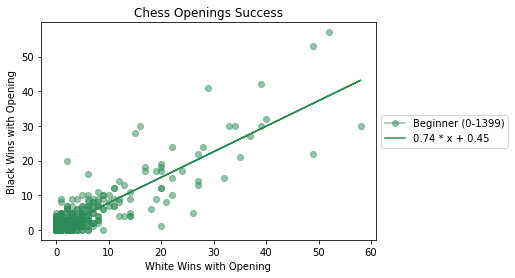 Chess Openings Success
Black Wins with Opening
50
40
30
20
10
0
0
10
20
30
40
50
60
White Wins with Opening
Beginner (0-1399)
0.74 * x + 0.45